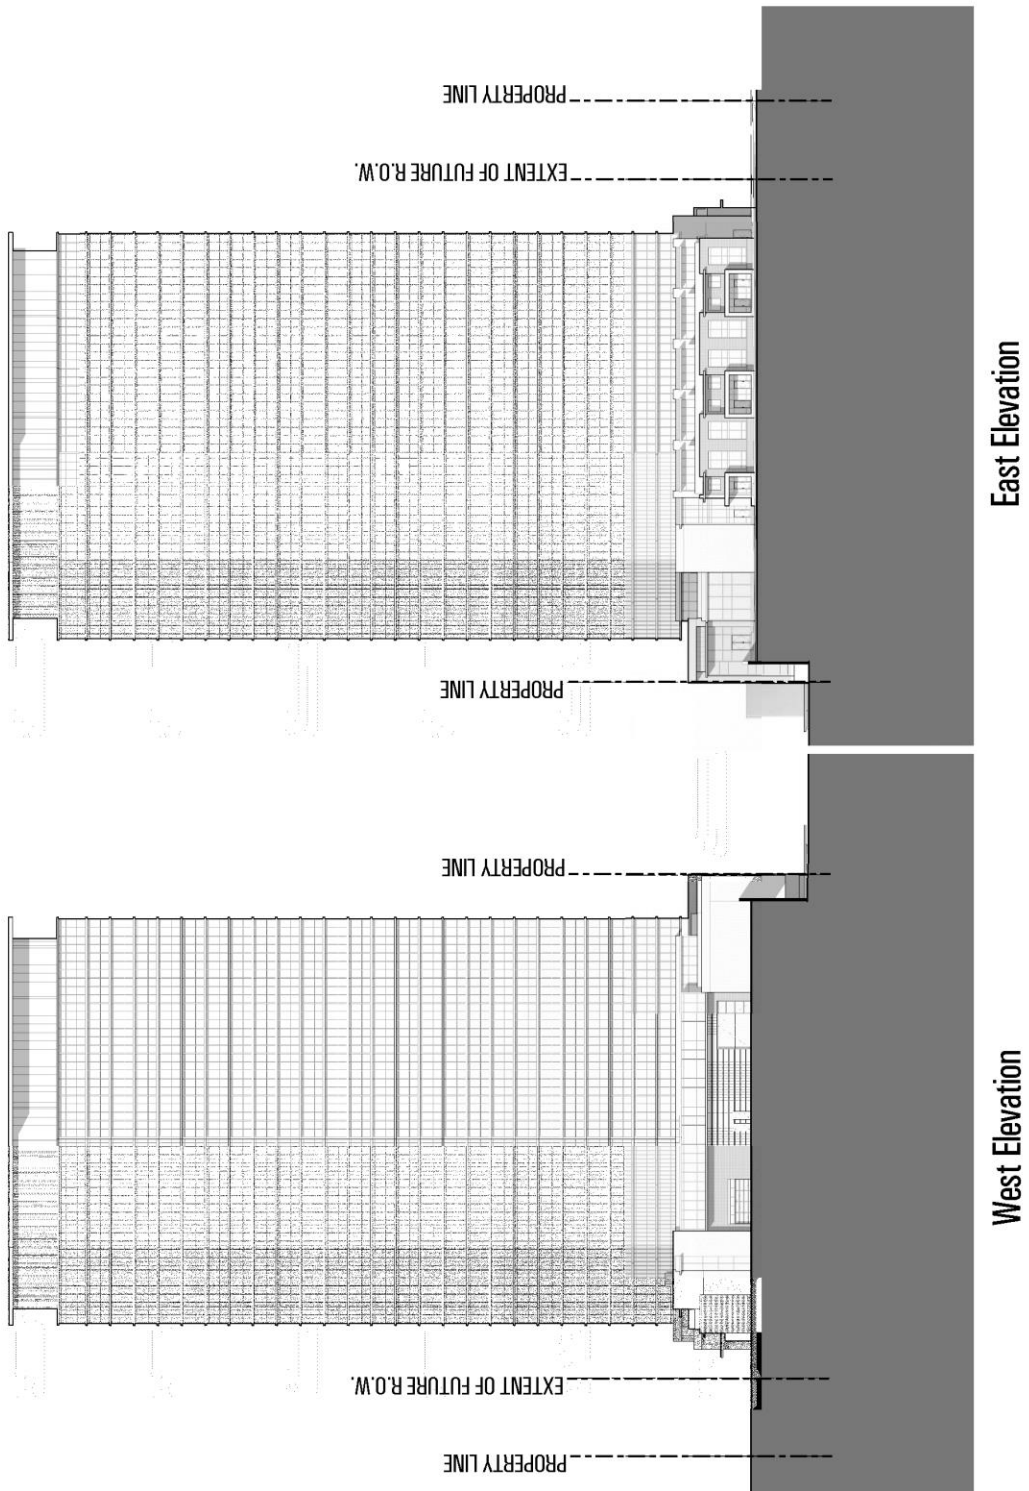 PROPERTY LINE
EXTENT OF FUTURE R.O.W.
PROPERTY LINE
East Elevation
PROPERTY LINE
EXTENT OF FUTURE R.O.W.
PROPERTY LINE
West Elevation